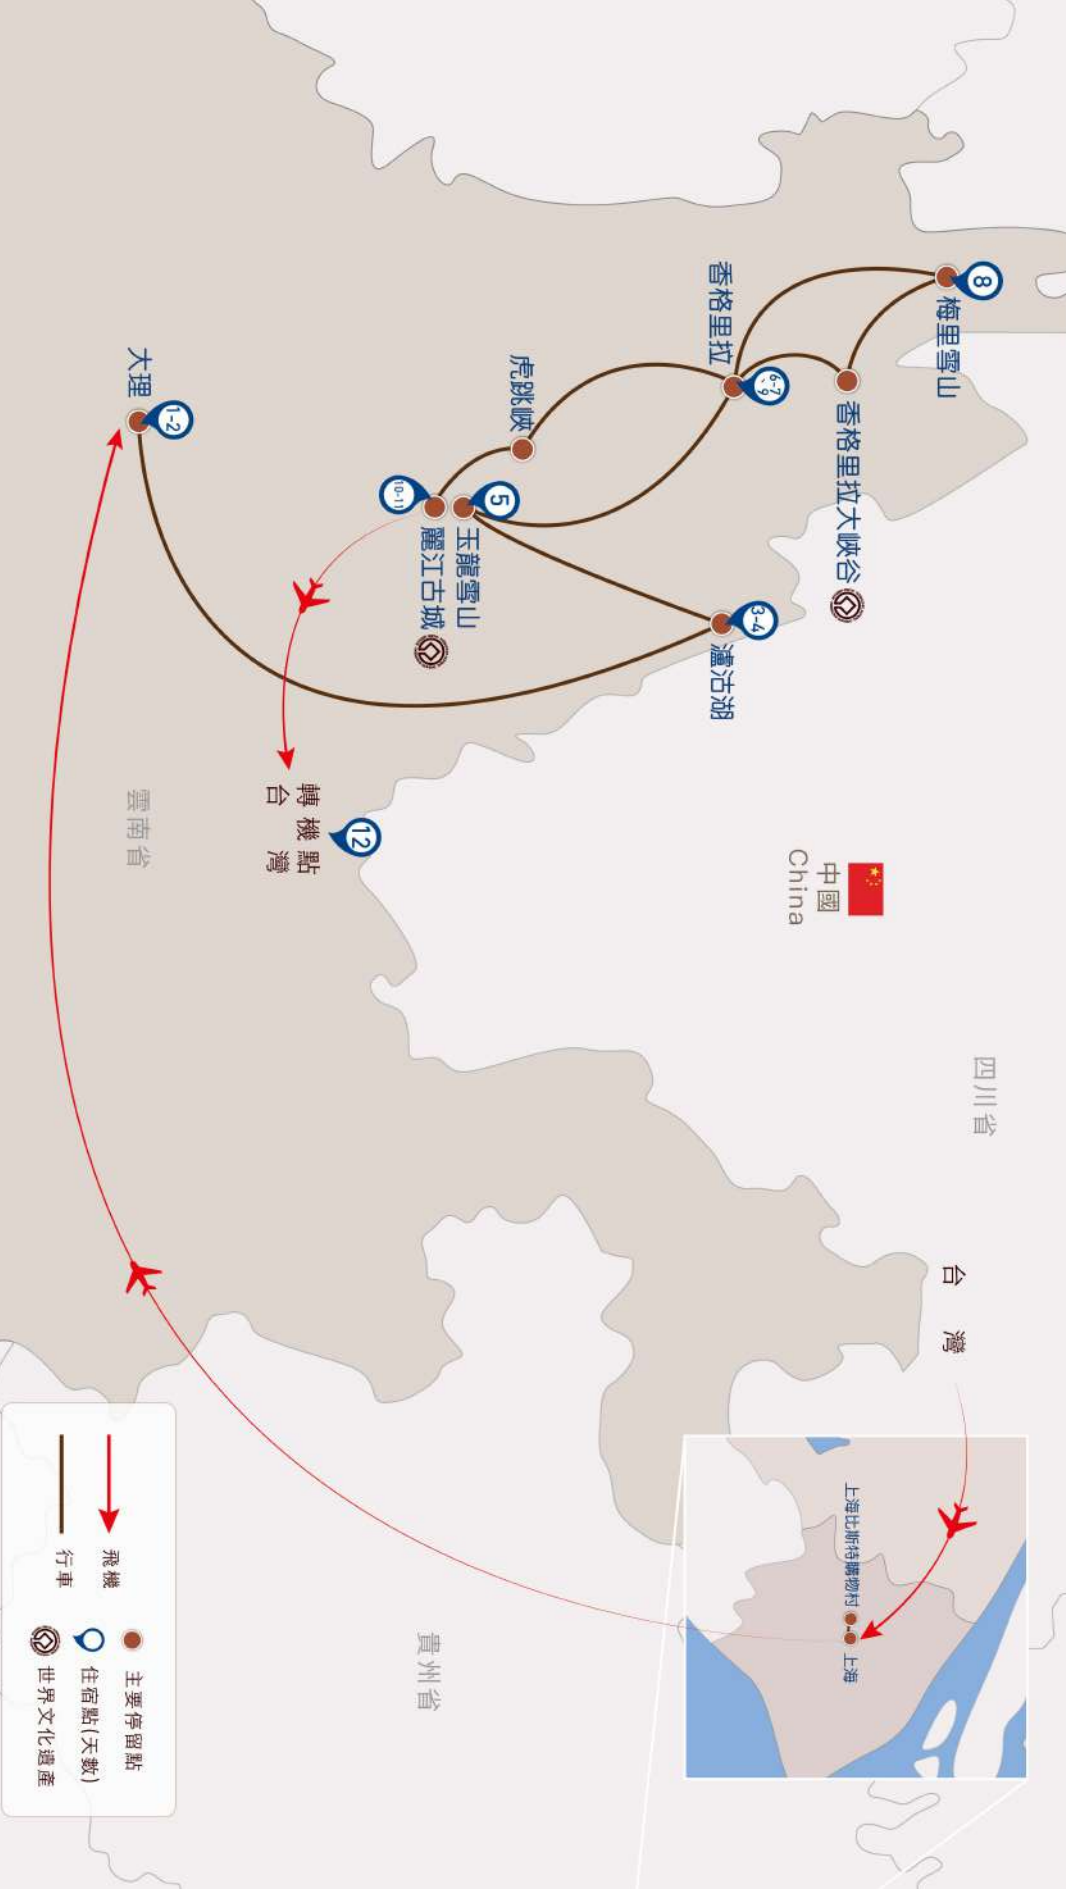 8
梅里雪山
香格里拉大峽谷
香格里拉
6-7、9
虎跳峽
5
玉龍雪山
10-11
麗江古城
3-4
瀘沽湖
大理
1-2
12
轉機點
台灣
中國
China
四川省
雲南省
貴州省
台灣
上海比斯特購物村
上海
飛機
行車
主要停留點
住宿點(天數)
世界文化遺產